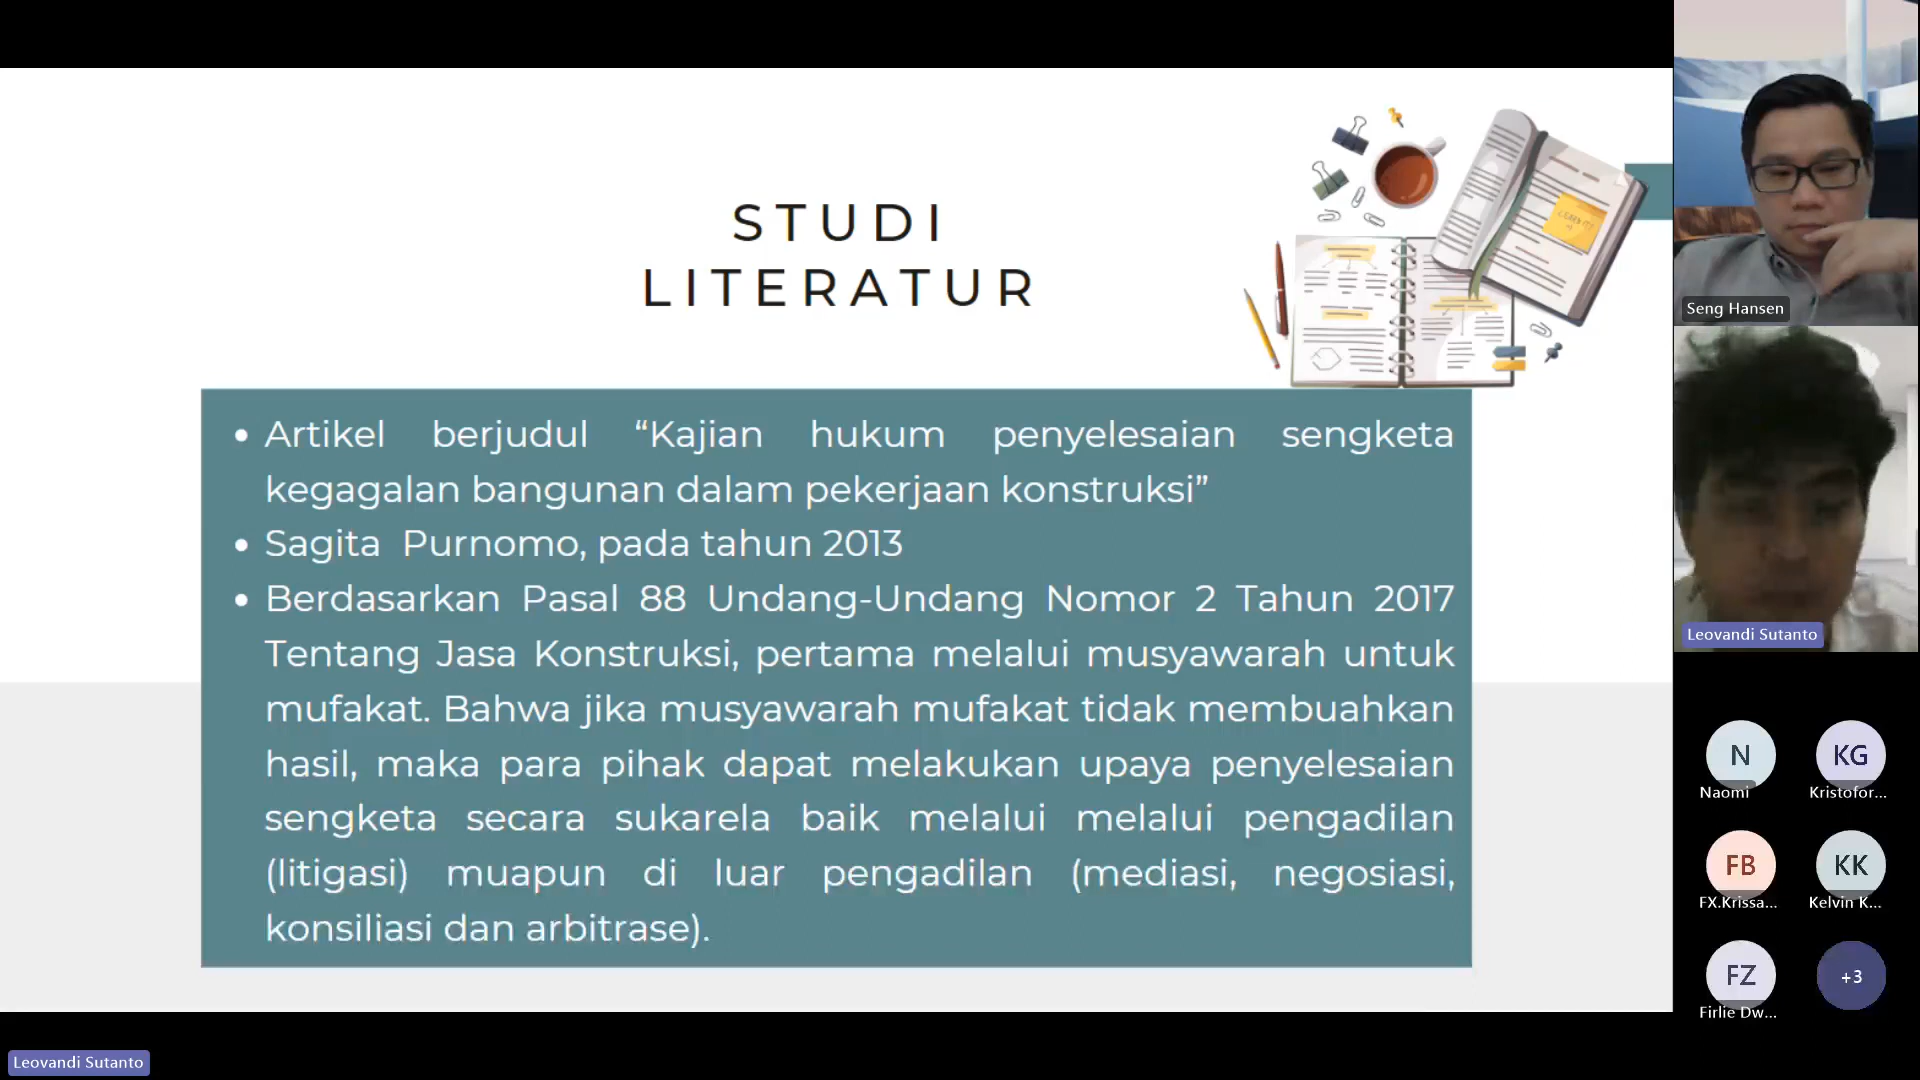 STUDI
LITERATUR
• Artikel berjudul “Kajian hukum penyelesaian sengketa
kegagalan bangunan dalam pekerjaan konstruksi”
• Sagita Purnomo, pada tahun 2013
• Berdasarkan Pasal 88 Undang-Undang Nomor 2 Tahun 2017
Tentang Jasa Konstruksi, pertama melalui musyawarah untuk
mufakat. Bahwa jika musyawarah mufakat tidak membuahkan
hasil, maka para pihak dapat melakukan upaya penyelesaian
sengketa secara sukarela baik melalui melalui pengadilan
(litigasi) muapun di luar pengadilan (mediasi, negosiasi,
konsiliasi dan arbitrase).
Seng Hansen
Leovandi Sutanto
N
Naomi
KG
Kristofor...
FB
FX.Krissa...
KK
Kelvin K...
FZ
Firlie Dw...
+3
Leovandi Sutanto